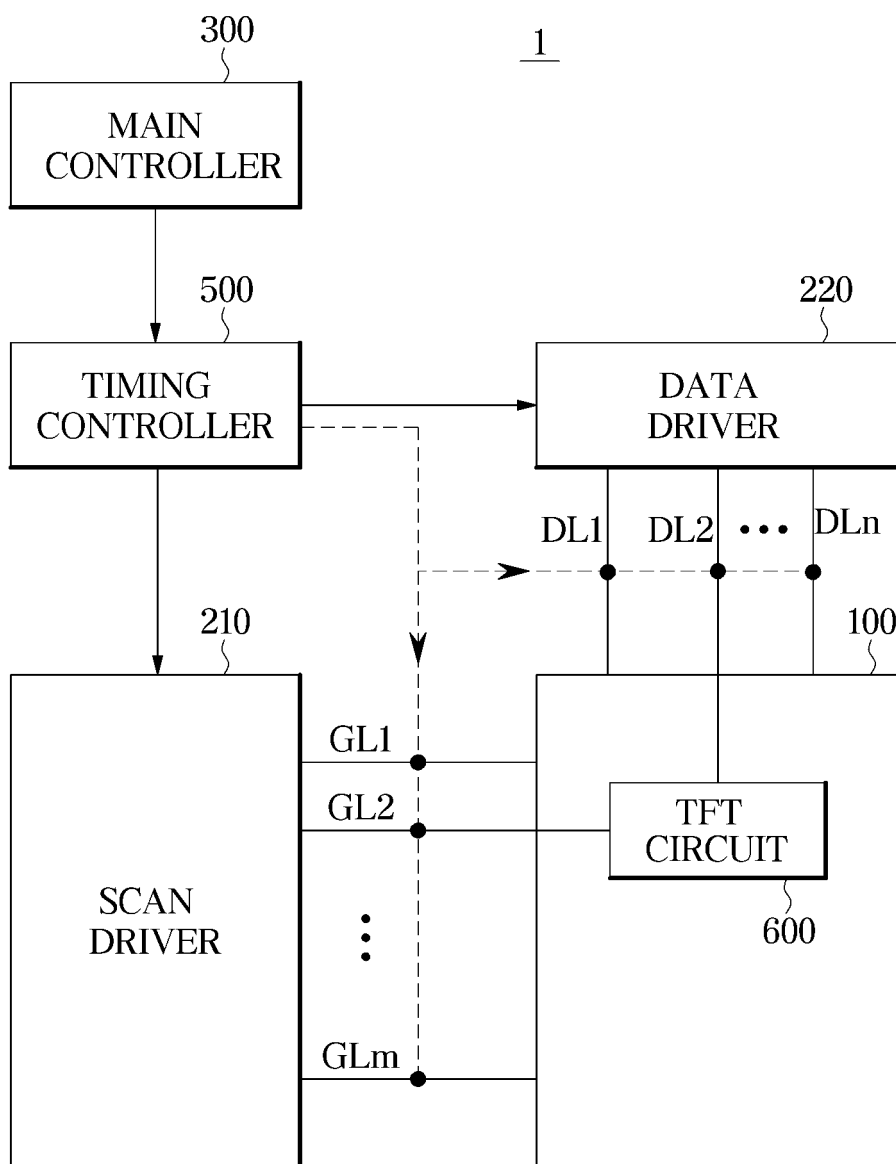 1
300
MAIN
CONTROLLER
500
TIMING
CONTROLLER
220
DATA
DRIVER
DL1
DL2
•••
DLn
210
SCAN
DRIVER
100
GL1
GL2
GLm
TFT
CIRCUIT
600